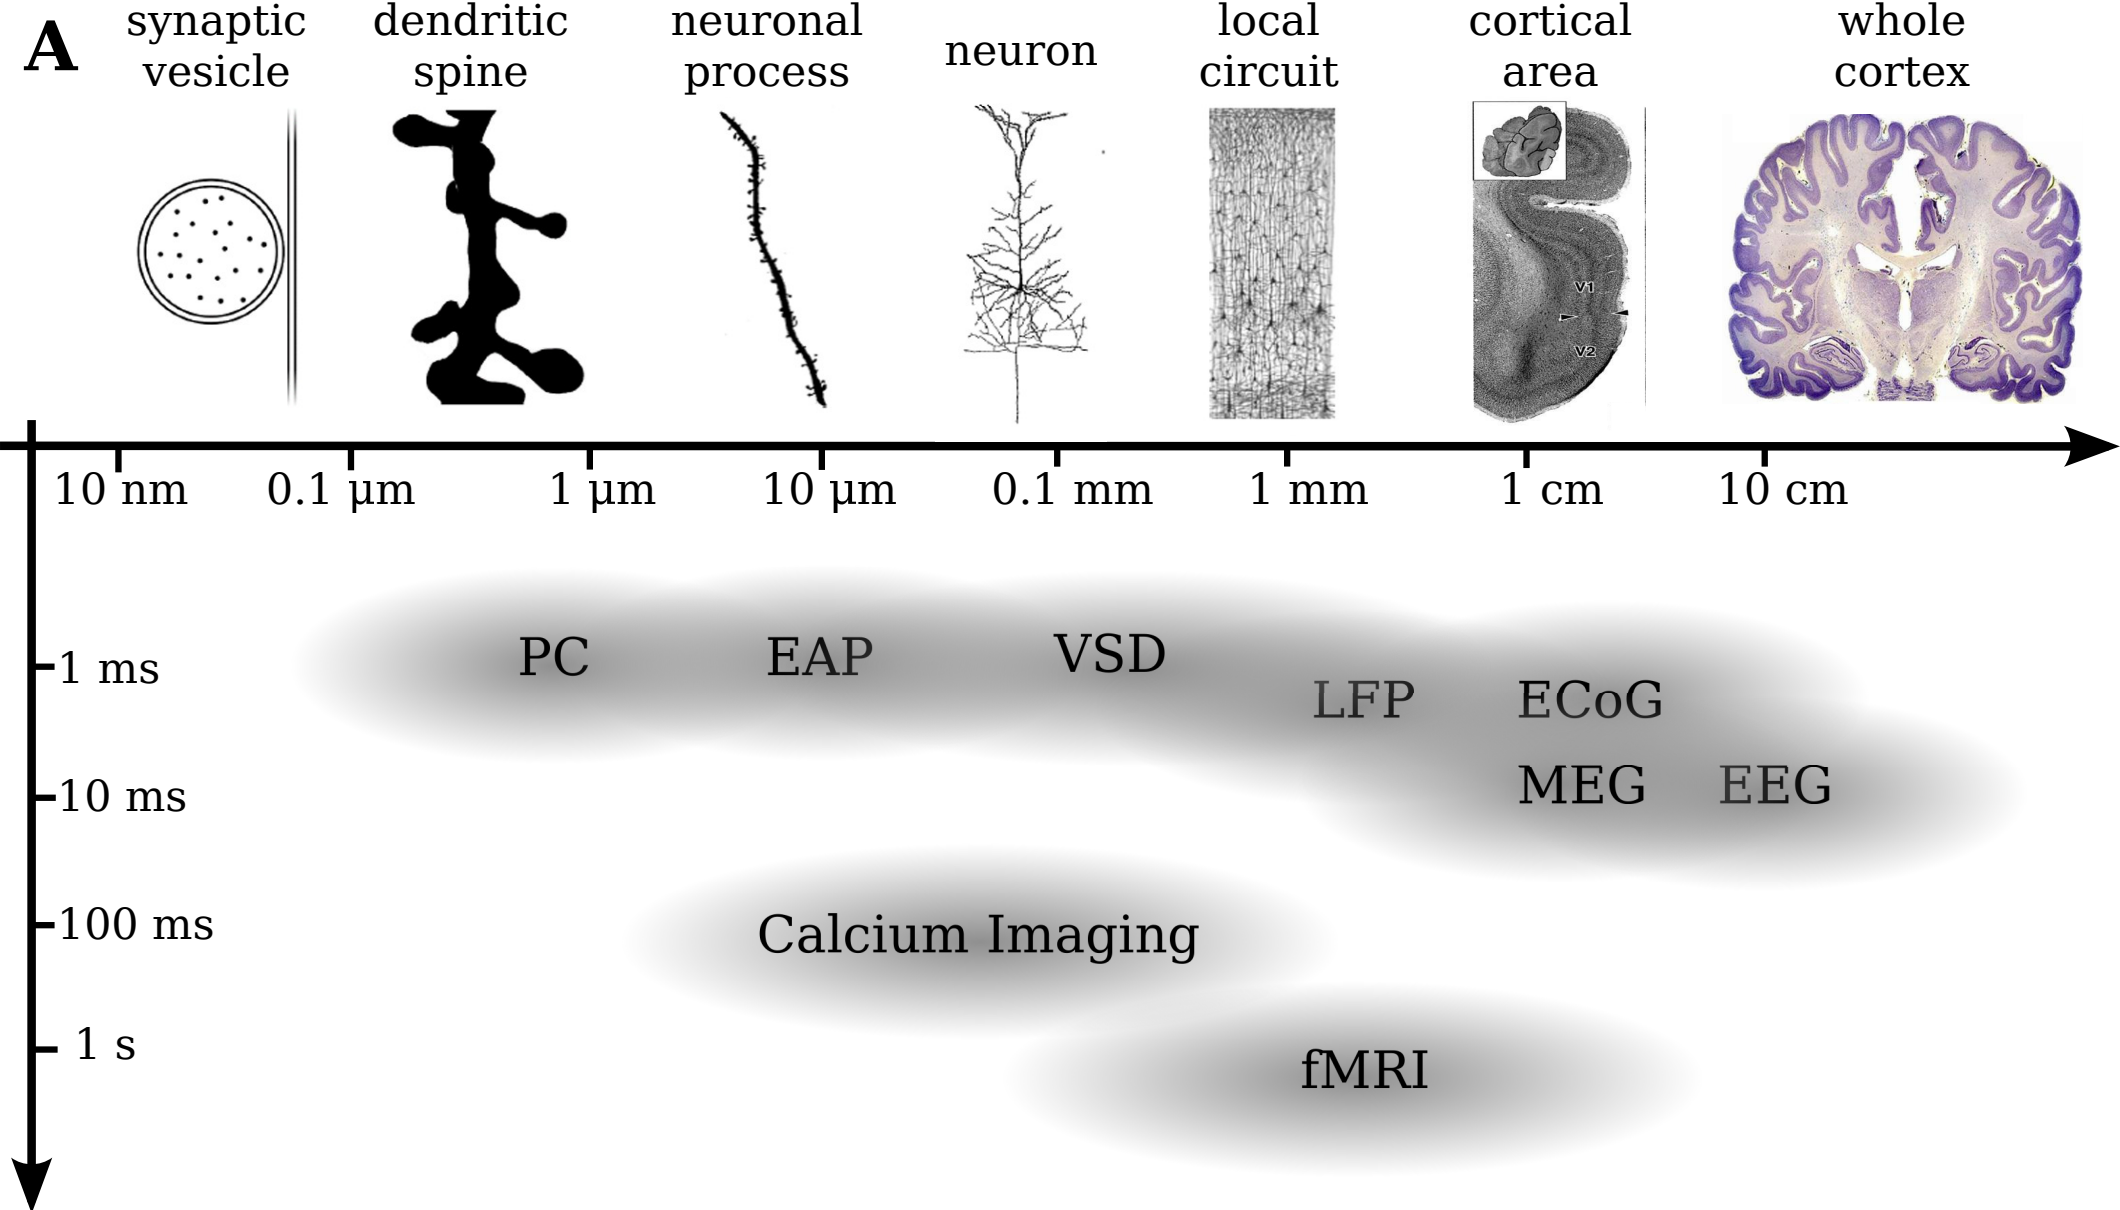 A
synaptic
vesicle
dendritic
spine
neuronal
process
neuron
local
circuit
cortical
area
whole
cortex
V1
V2
10 nm 0.1 µm 1 µm 10 µm 0.1 mm 1 mm 1 cm 10 cm
PC EAP VSD
1 ms
LFP ECoG
10 ms
MEG EEG
100 ms
Calcium Imaging
1 s
fMRI